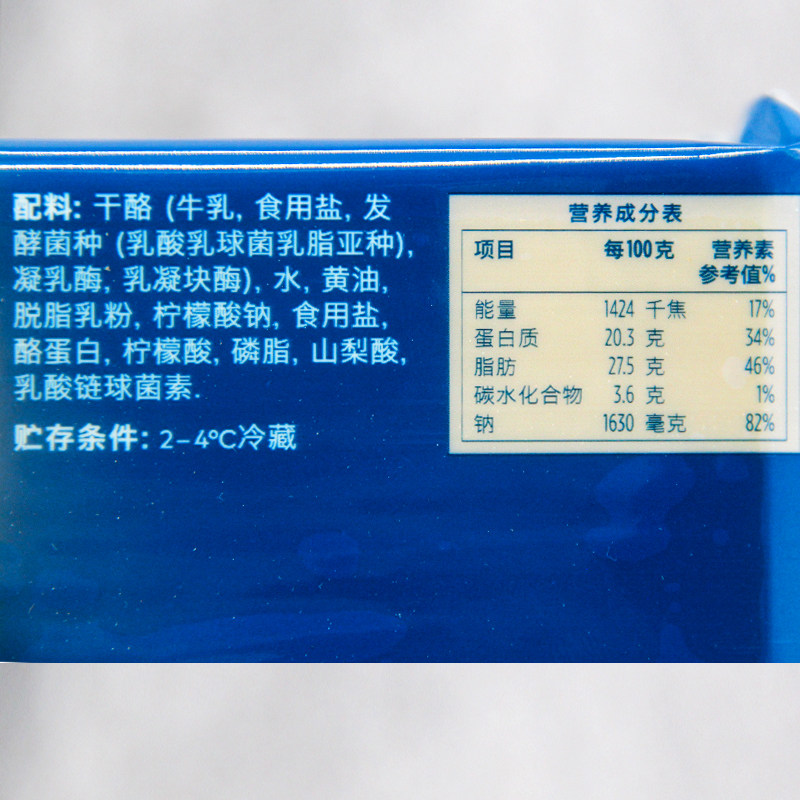 配料: 干酪 (牛乳, 食用盐, 发
酵菌种 (乳酸乳球菌乳脂亚种),
凝乳酶, 乳凝块酶), 水, 黄油,
脱脂乳粉, 柠檬酸钠, 食用盐,
酪蛋白, 柠檬酸, 磷脂, 山梨酸,
乳酸链球菌素.
贮存条件: 2-4℃冷藏
营养成分表
项目 每100克 营养素
参考值%
能量 1424 千焦 17%
蛋白质 20.3 克 34%
脂肪 27.5 克 46%
碳水化合物 3.6 克 1%
钠 1630 毫克 82%